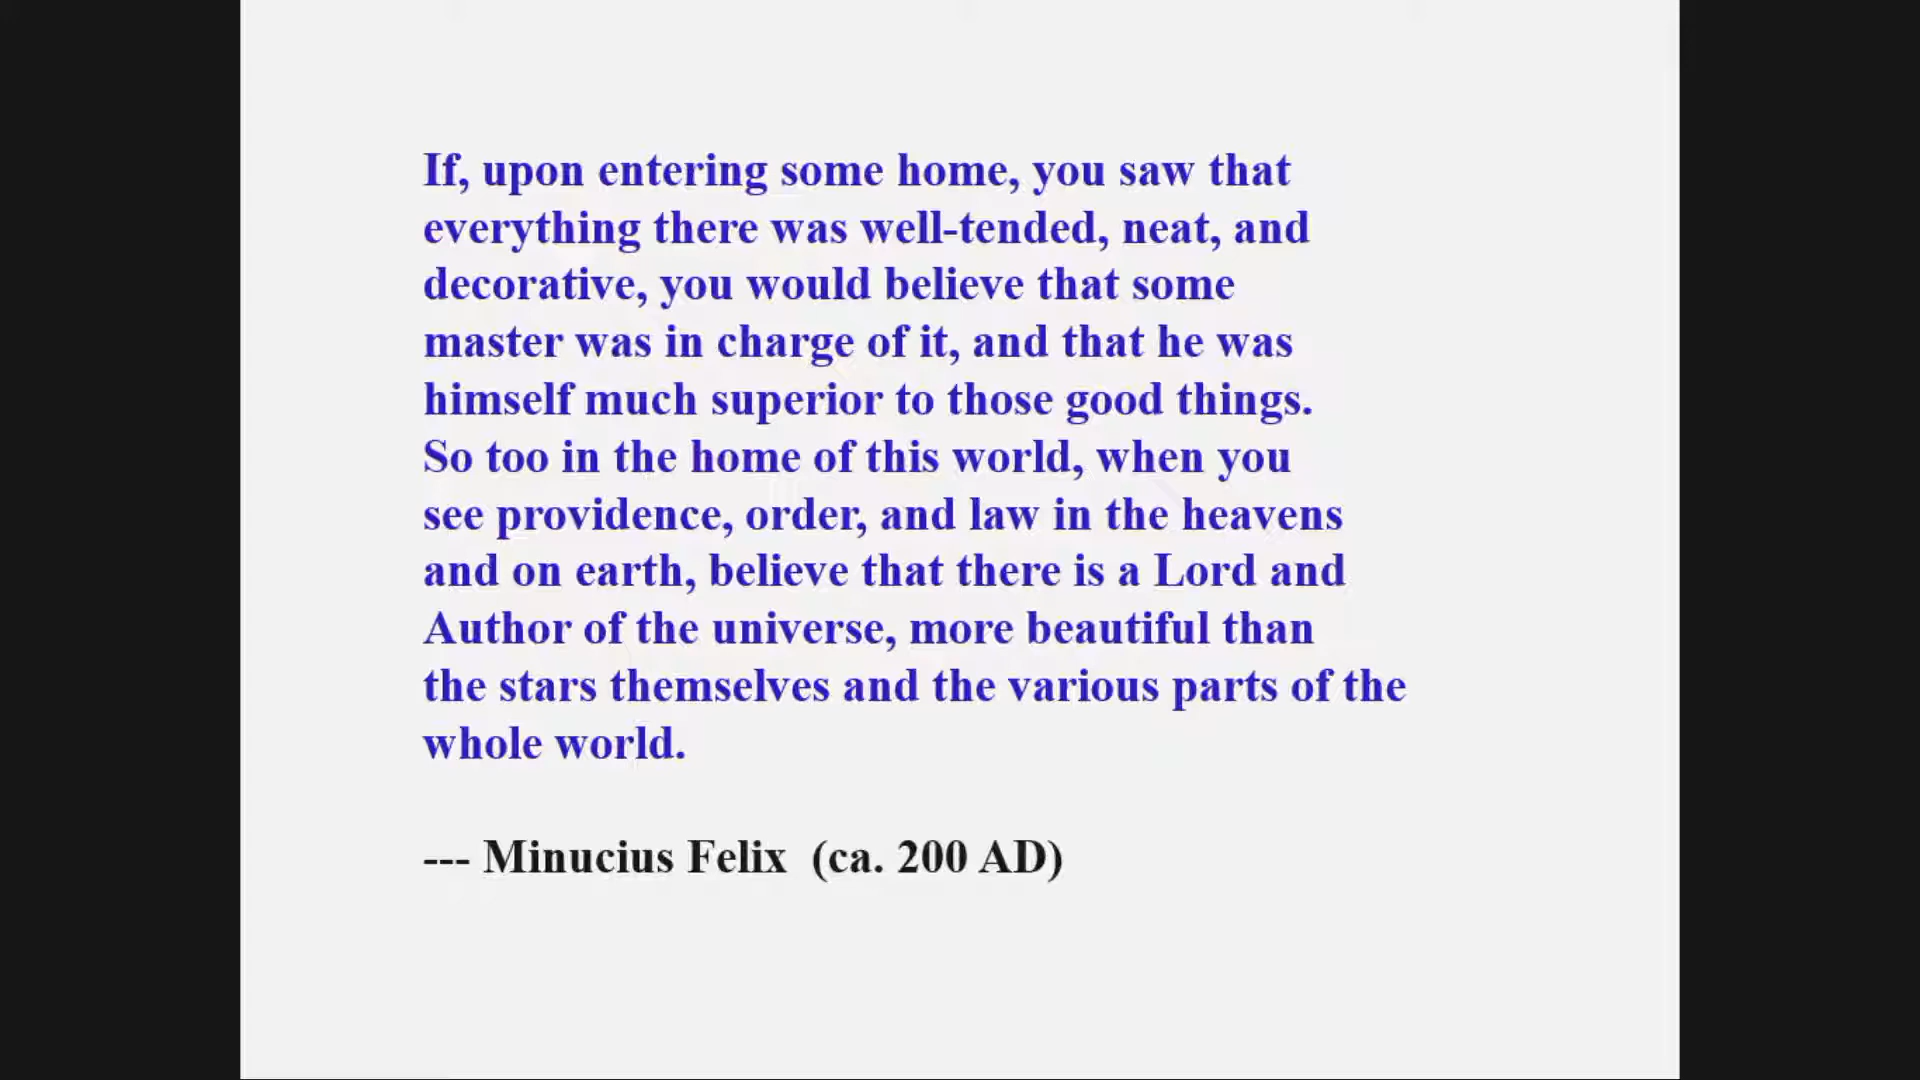 If, upon entering some home, you saw that
everything there was well-tended, neat, and
decorative, you would believe that some
master was in charge of it, and that he was
himself much superior to those good things.
So too in the home of this world, when you
see providence, order, and law in the heavens
and on earth, believe that there is a Lord and
Author of the universe, more beautiful than
the stars themselves and the various parts of the
whole world.
--- Minucius Felix  (ca. 200 AD)